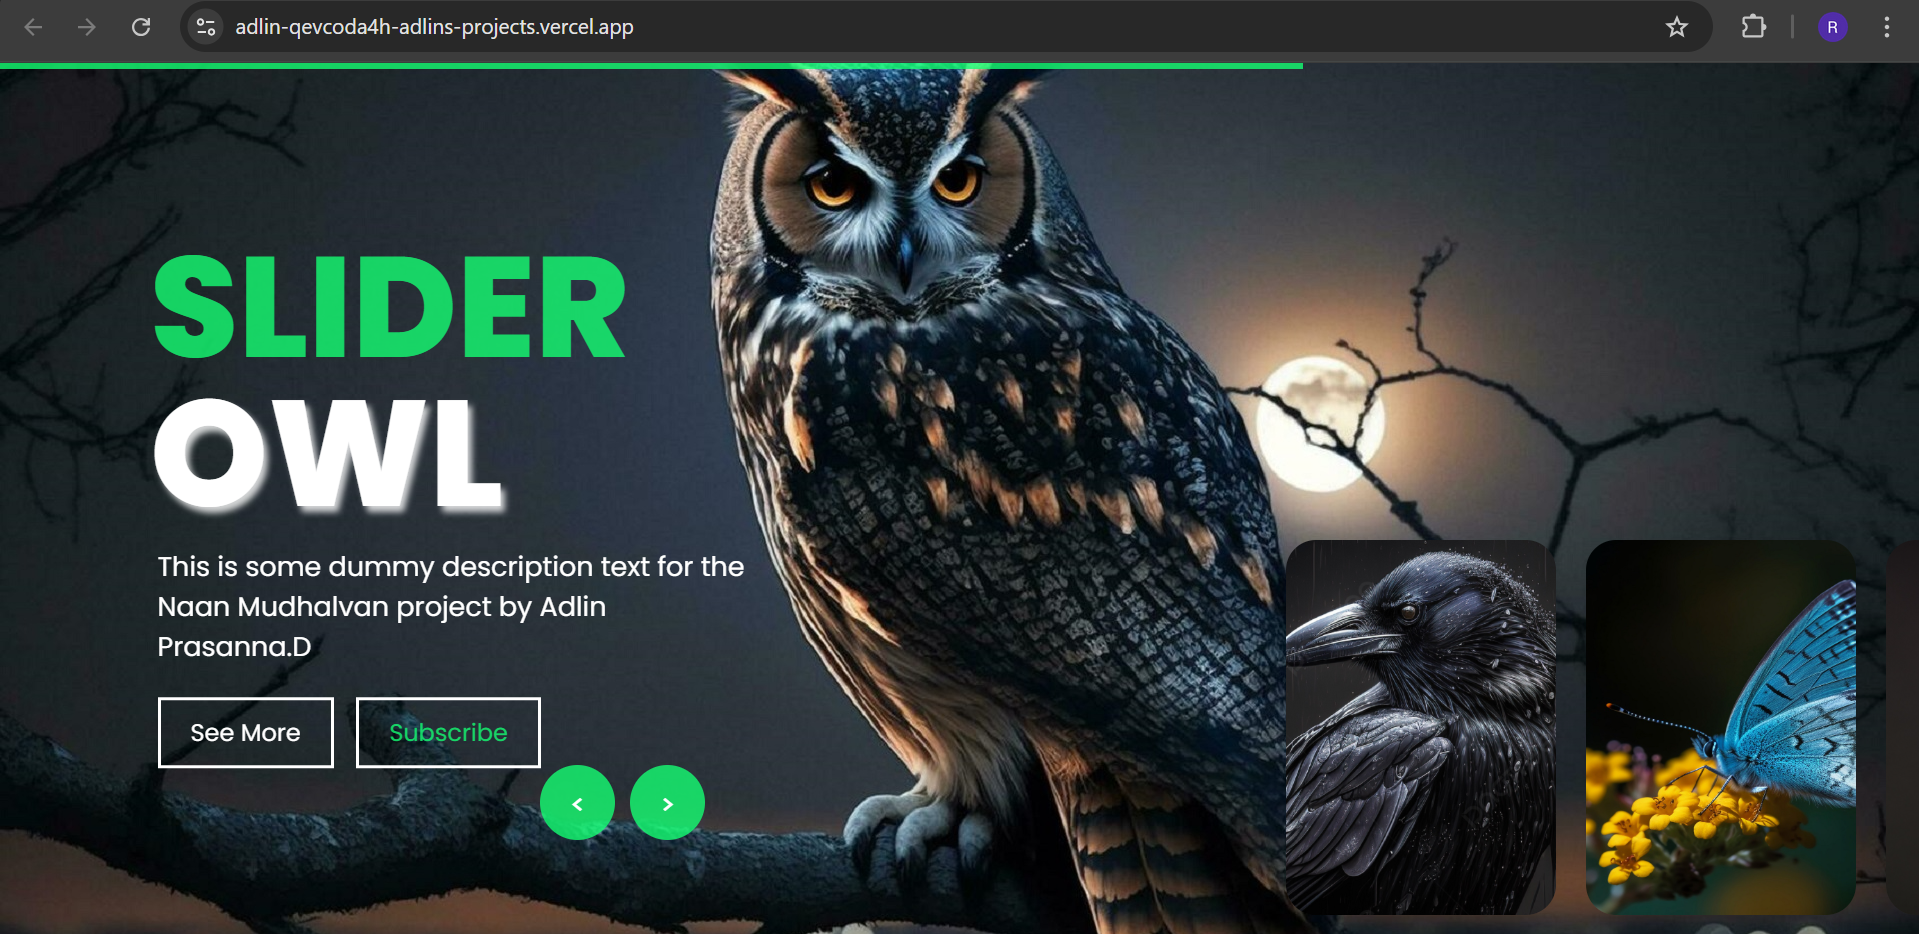 adlin-qevcoda4h-adlins-projects.vercel.app
R
SLIDER
OWL
This is some dummy description text for the
Naan Mudhalvan project by Adlin
Prasanna.D
See More
Subscribe
<
>